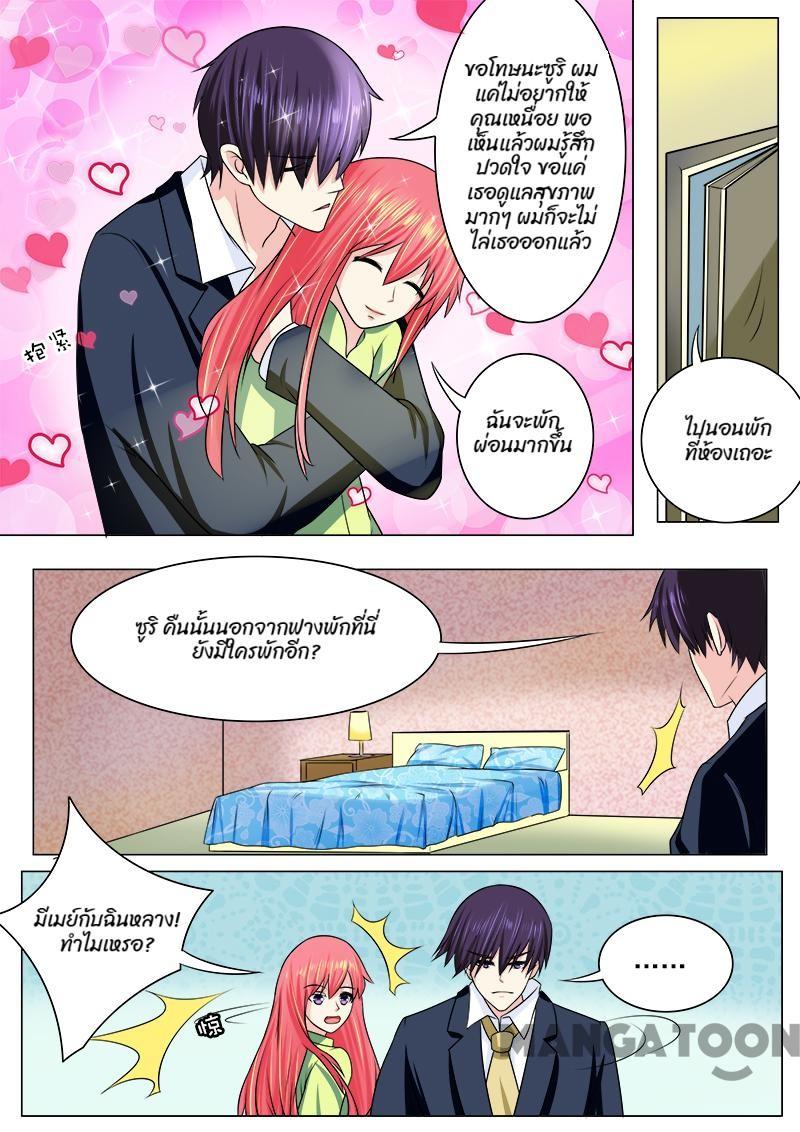 ขอโทษนะซูริ ผม
แค่ไม่อยากให้
คุณเหนื่อย พอ
เห็นแล้วผมรู้สึก
ปวดใจ ขอแค่
เธอดูแลสุขภาพ
มากๆ ผมก็จะไม่
ไล่เธอออกแล้ว
抱紧
ฉันจะพัก
ผ่อนมากขึ้น
ไปนอนพัก
ที่ห้องเถอะ
ซูริ คืนนั้นนอกจากฟางพักที่นี่
ยังมีใครพักอีก?
มีเมย์กับฉินหลาง!
ทำไมเหรอ?
惊
......
MANGATOON